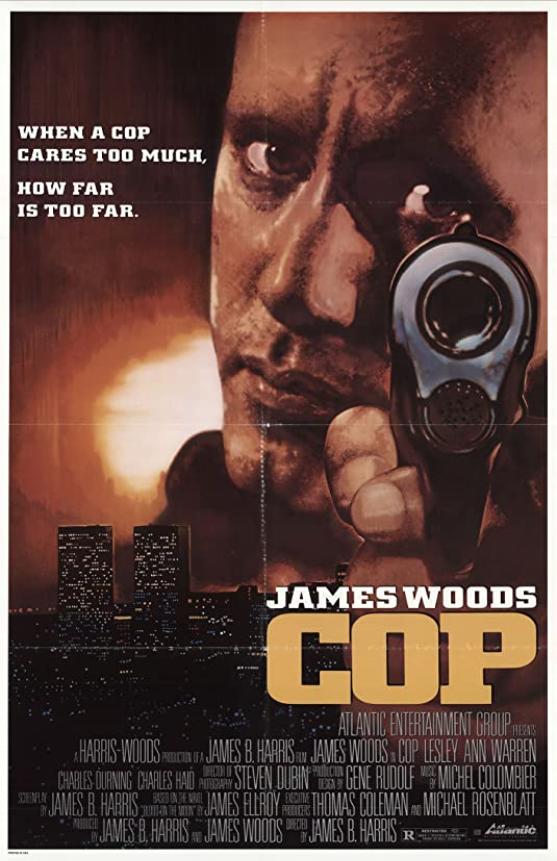 WHEN A COP
CARES TOO MUCH,
HOW FAR
IS TOO FAR.
JAMES WOODS
COP
ATLANTIC ENTERTAINMENT GROUP PRESENTS
A HARRIS-WOODS PRODUCTION OF A JAMES B. HARRIS FILM JAMES WOODS IN COP LESLEY ANN WARREN
CHARLES DURNING CHARLES HAID DIRECTOR OF PHOTOGRAPHY STEVEN DUBIN PRODUCTION DESIGN BY GENE RUDOLF MUSIC BY MICHEL COLOMBIER
SCREENPLAY BY JAMES B. HARRIS BASED ON THE NOVEL "BLOOD ON THE MOON" BY JAMES ELLROY EXECUTIVE PRODUCERS THOMAS COLEMAN AND MICHAEL ROSENBLATT
PRODUCED BY JAMES B. HARRIS AND JAMES WOODS DIRECTED BY JAMES B. HARRIS
R RESTRICTED
Atlantic